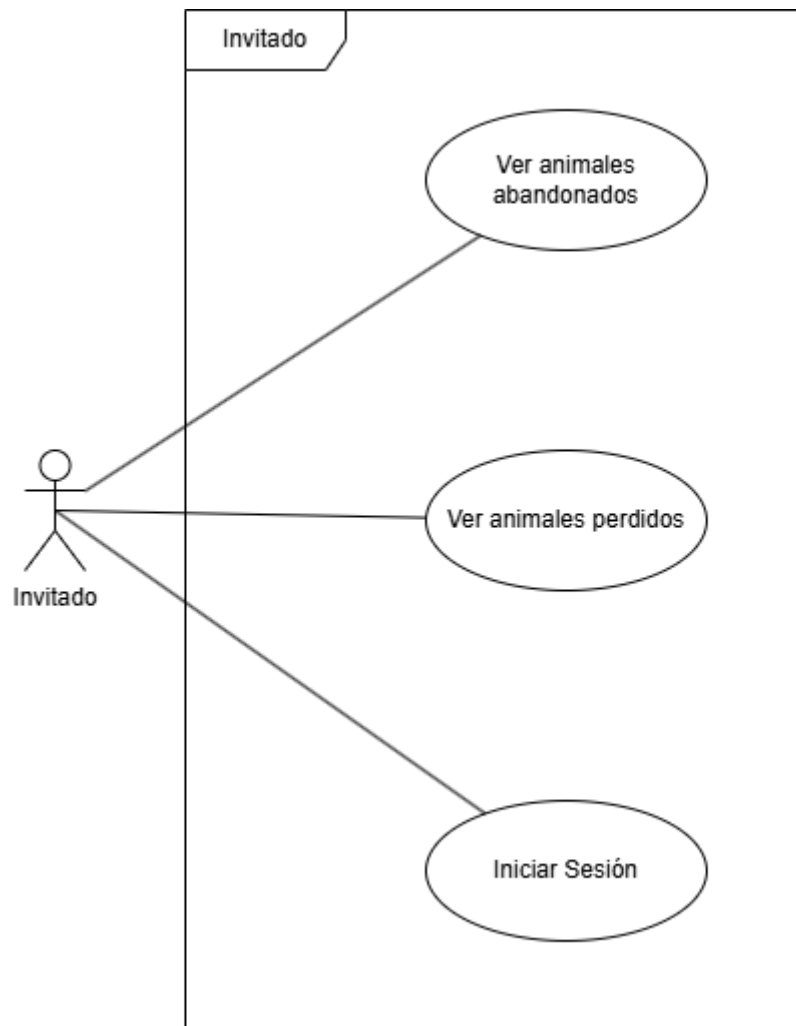 Invitado
Ver animales
abandonados
Ver animales perdidos
Invitado
Iniciar Sesión